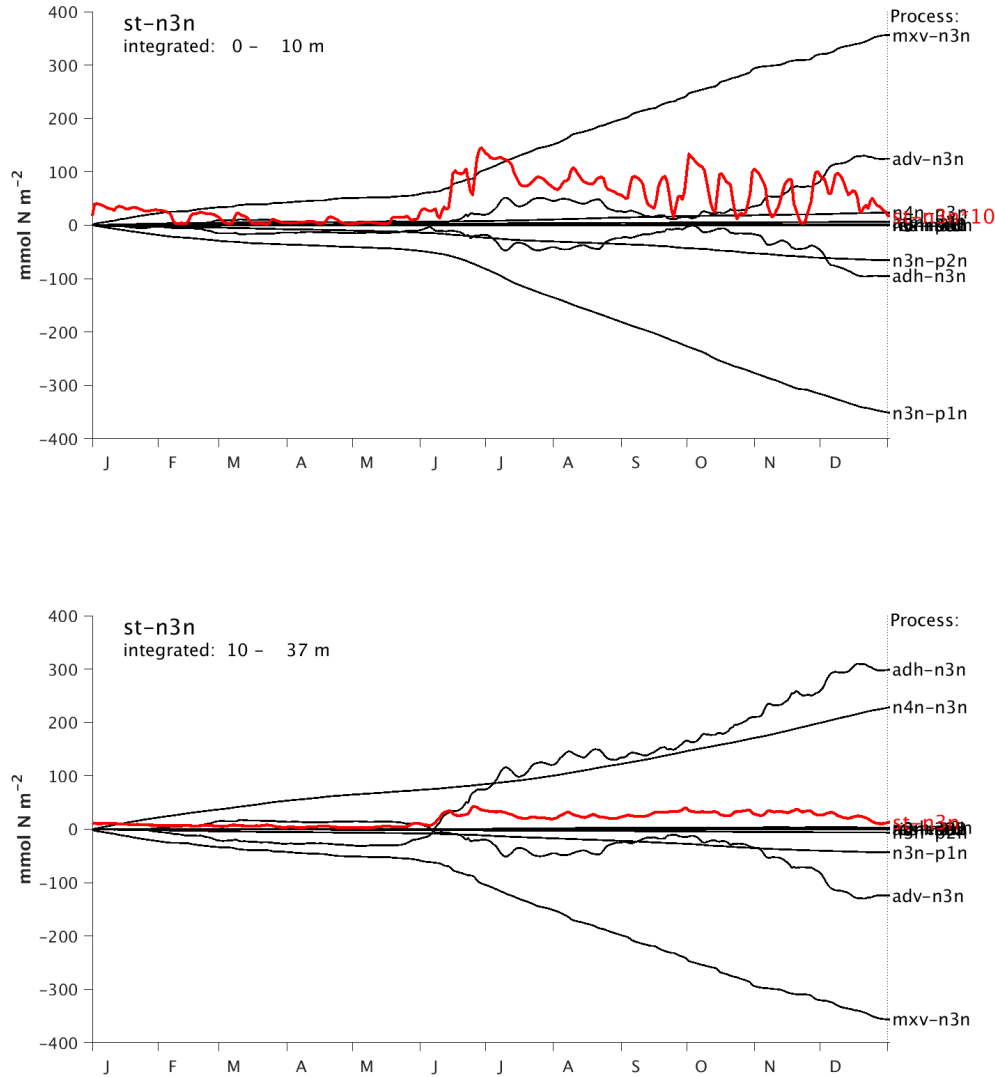 400
300
200
100
0
−100
−200
−300
−400
mmol N m−2
st−n3n
integrated: 0 − 10 m
Process:
mxv−n3n
adv−n3n
n4n−n3n
n3n−p2n
adh−n3n
n3n−p1n
J F M A M J J A S O N D
400
300
200
100
0
−100
−200
−300
−400
mmol N m−2
st−n3n
integrated: 10 − 37 m
Process:
adh−n3n
n4n−n3n
st−n3n
n3n−p1n
adv−n3n
mxv−n3n
J F M A M J J A S O N D